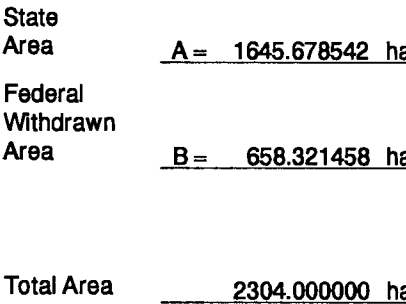 State
Area A = 1645.678542 ha
Federal
Withdrawn
Area B = 658.321458 ha
Total Area 2304.000000 ha